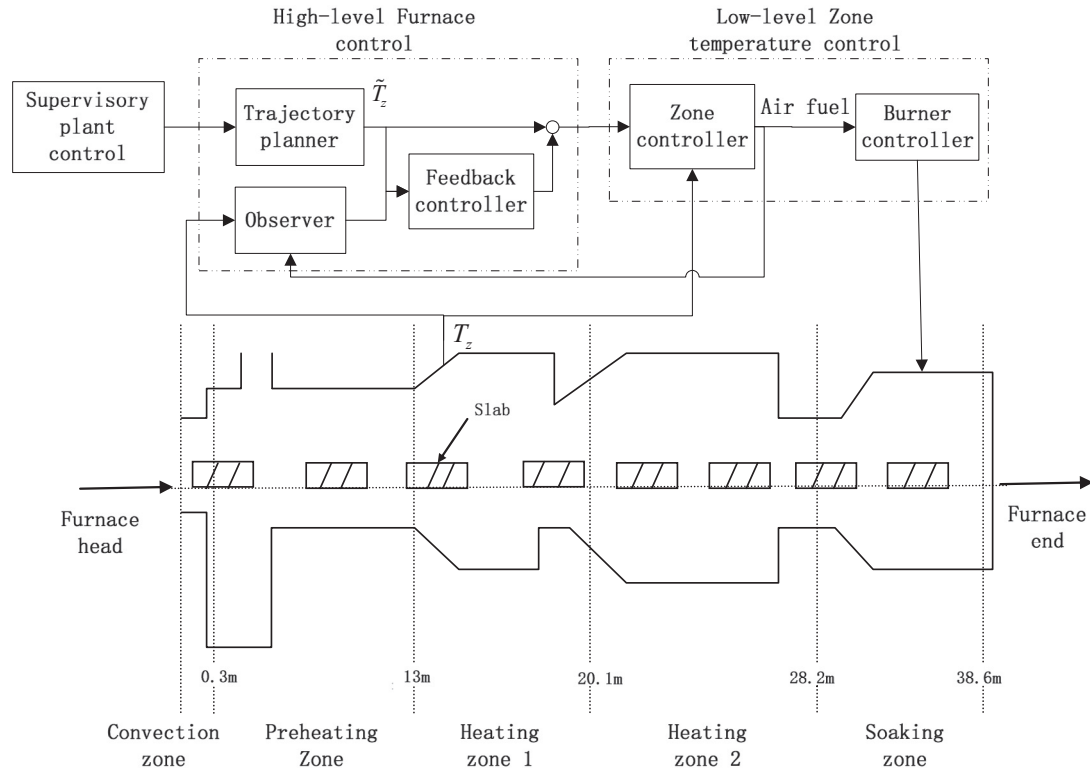 High-level Furnace
control
Low-level Zone
temperature control
Supervisory
plant
control
Trajectory
planner
T̃z
Zone
controller
Air fuel
Burner
controller
Feedback
controller
Observer
Tz
Slab
Furnace
head
Furnace
end
0.3m
13m
20.1m
28.2m
38.6m
Convection
zone
Preheating
Zone
Heating
zone 1
Heating
zone 2
Soaking
zone